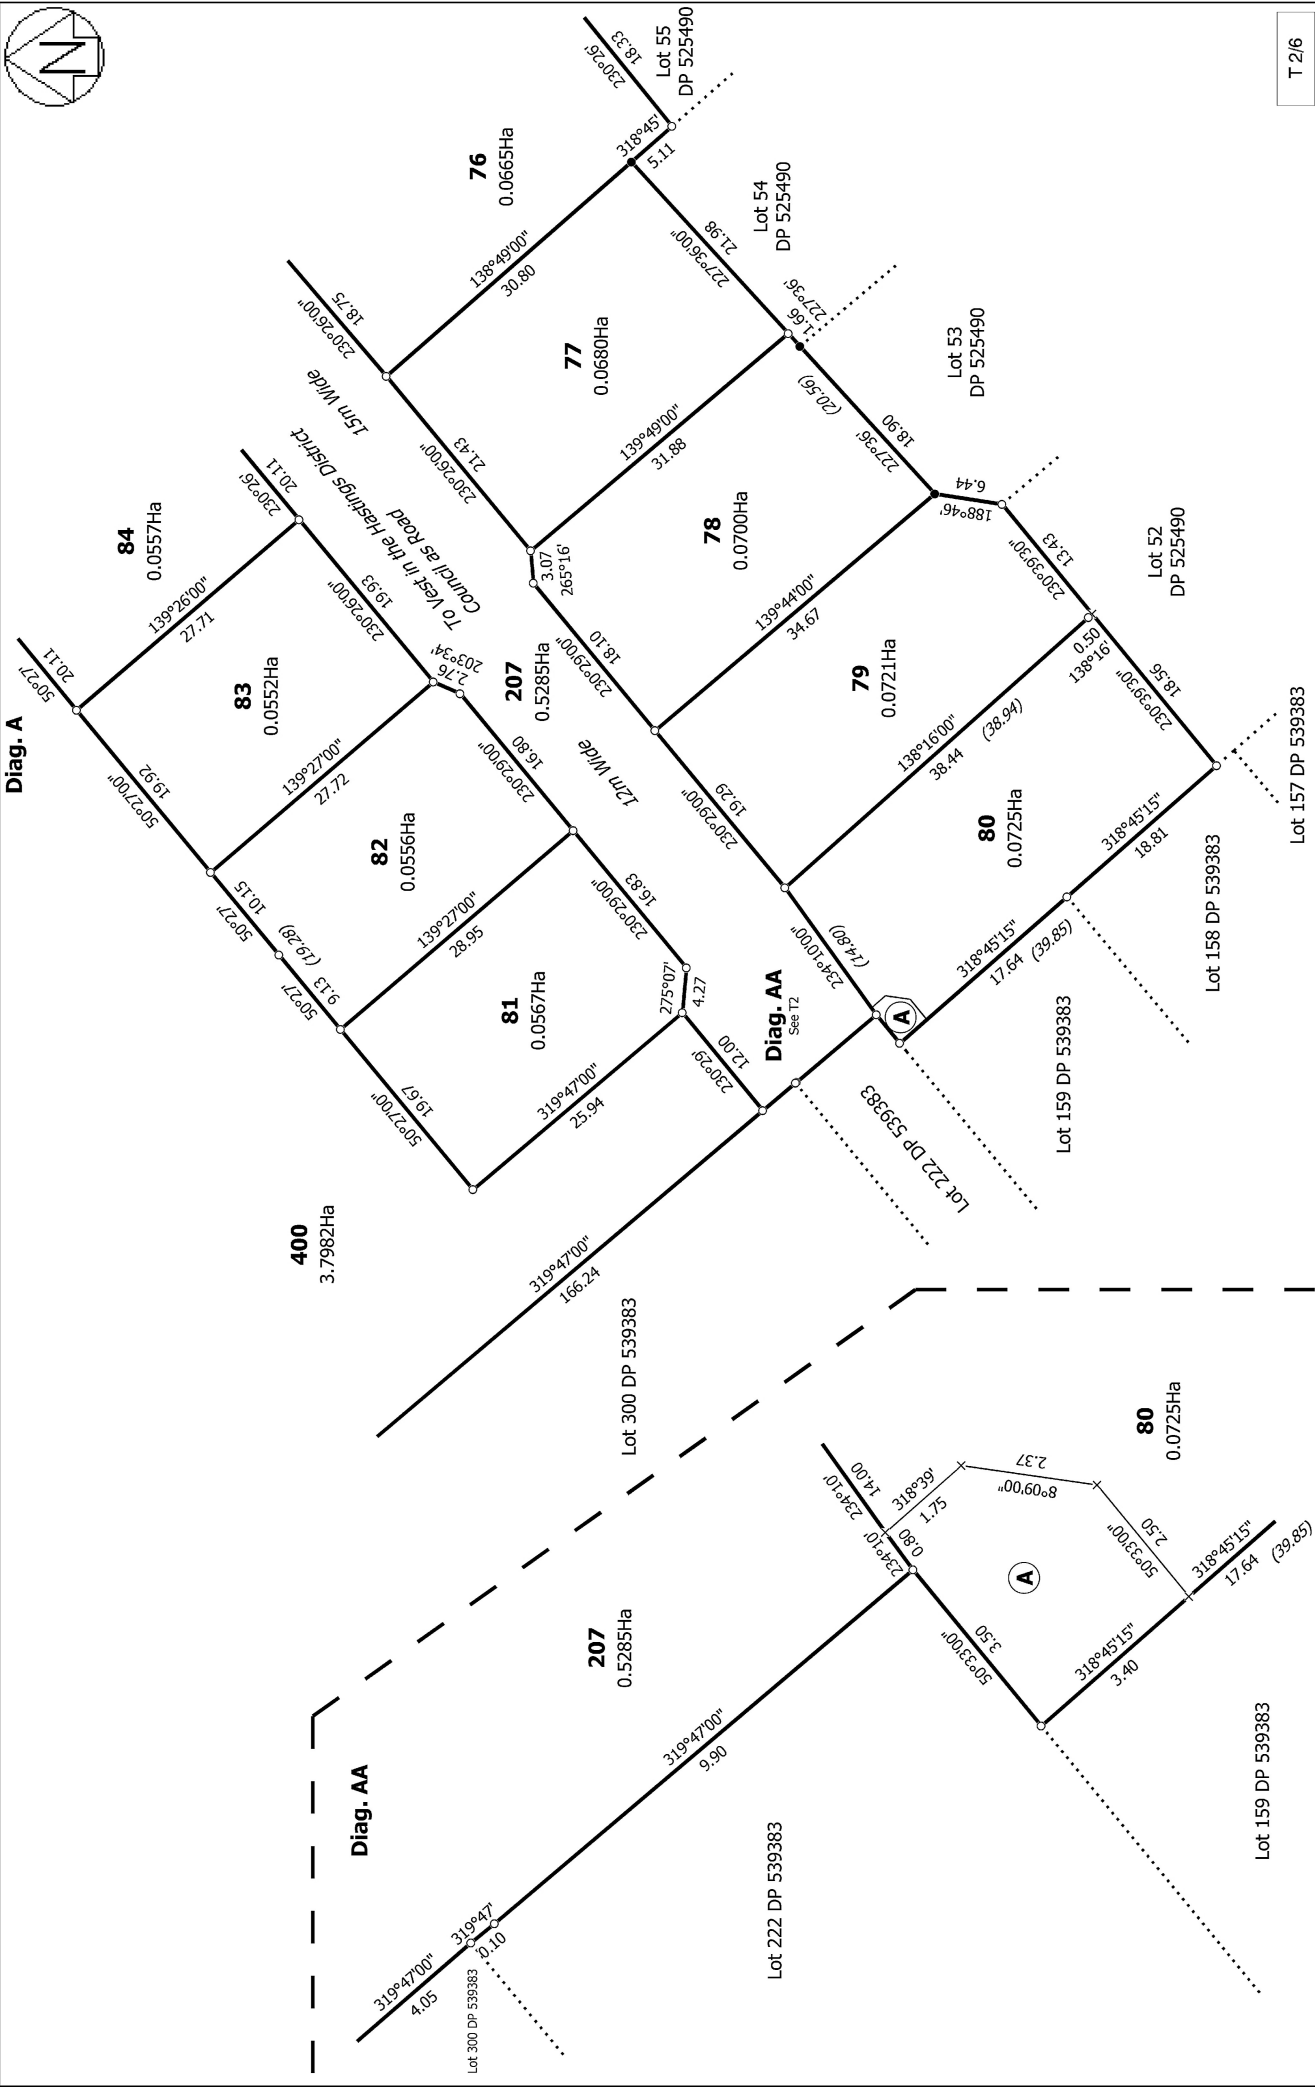 N
Diag. A
50°27'
20.11
84
0.0557Ha
139°26'00"
27.71
230°26'
20.11
50°27'00"
19.92
83
0.0552Ha
230°26'00"
19.93
139°27'00"
27.72
2.76
203°34'
50°27'
10.15
(19.28)
50°27'
9.13
82
0.0556Ha
230°29'00"
16.80
139°27'00"
28.95
50°27'00"
19.67
81
0.0567Ha
230°29'00"
16.83
275°07'
4.27
319°47'00"
25.94
230°29'
12.00
400
3.7982Ha
319°47'00"
166.24
Lot 300 DP 539383
To Vest in the Hastings District
Council as Road
15m Wide
12m Wide
207
0.5285Ha
230°26'
18.33
Lot 55
DP 525490
76
0.0665Ha
318°45'
5.11
138°49'00"
30.80
230°26'00"
18.75
77
0.0680Ha
230°26'00"
21.43
227°36'00"
21.98
Lot 54
DP 525490
1.66
227°36'
139°49'00"
31.88
3.07
265°16'
78
0.0700Ha
(20.56)
227°36'
18.90
Lot 53
DP 525490
230°29'00"
18.10
139°44'00"
34.67
6.44
188°46'
79
0.0721Ha
230°39'30"
13.43
Lot 52
DP 525490
230°29'00"
19.29
138°16'00"
38.44
(38.94)
0.50
138°16'
80
0.0725Ha
230°39'30"
18.56
Lot 157 DP 539383
318°45'15"
18.81
Lot 158 DP 539383
234°10'00"
(14.80)
318°45'15"
17.64
(39.85)
A
Diag. AA
See T2
Lot 222 DP 539383
Lot 159 DP 539383
Diag. AA
319°47'00"
4.05
319°47'
0.10
Lot 300 DP 539383
207
0.5285Ha
319°47'00"
9.90
Lot 222 DP 539383
234°10'
14.00
234°10'
0.80
318°39'
1.75
2.37
8°09'00"
50°33'00"
2.50
50°33'00"
3.50
A
318°45'15"
3.40
318°45'15"
17.64
(39.85)
80
0.0725Ha
Lot 159 DP 539383
T 2/6